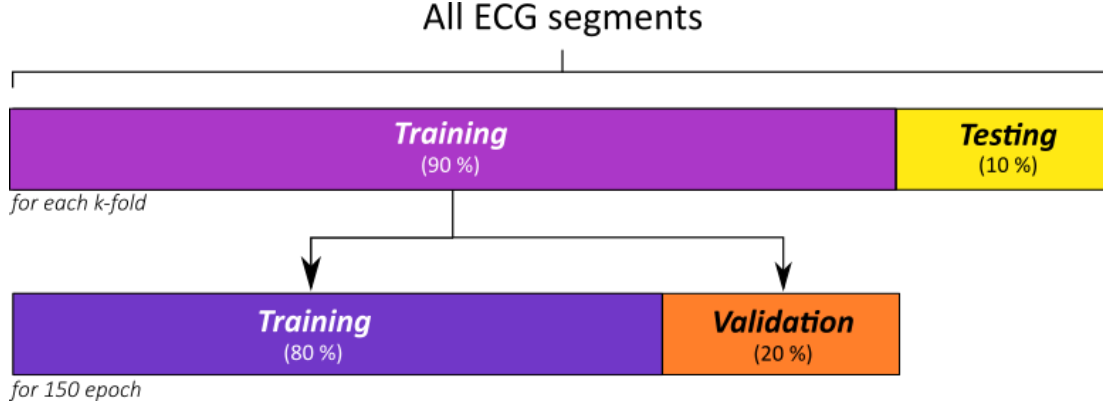 All ECG segments
Training
(90 %)
Testing
(10 %)
for each k-fold
Training
(80 %)
Validation
(20 %)
for 150 epoch